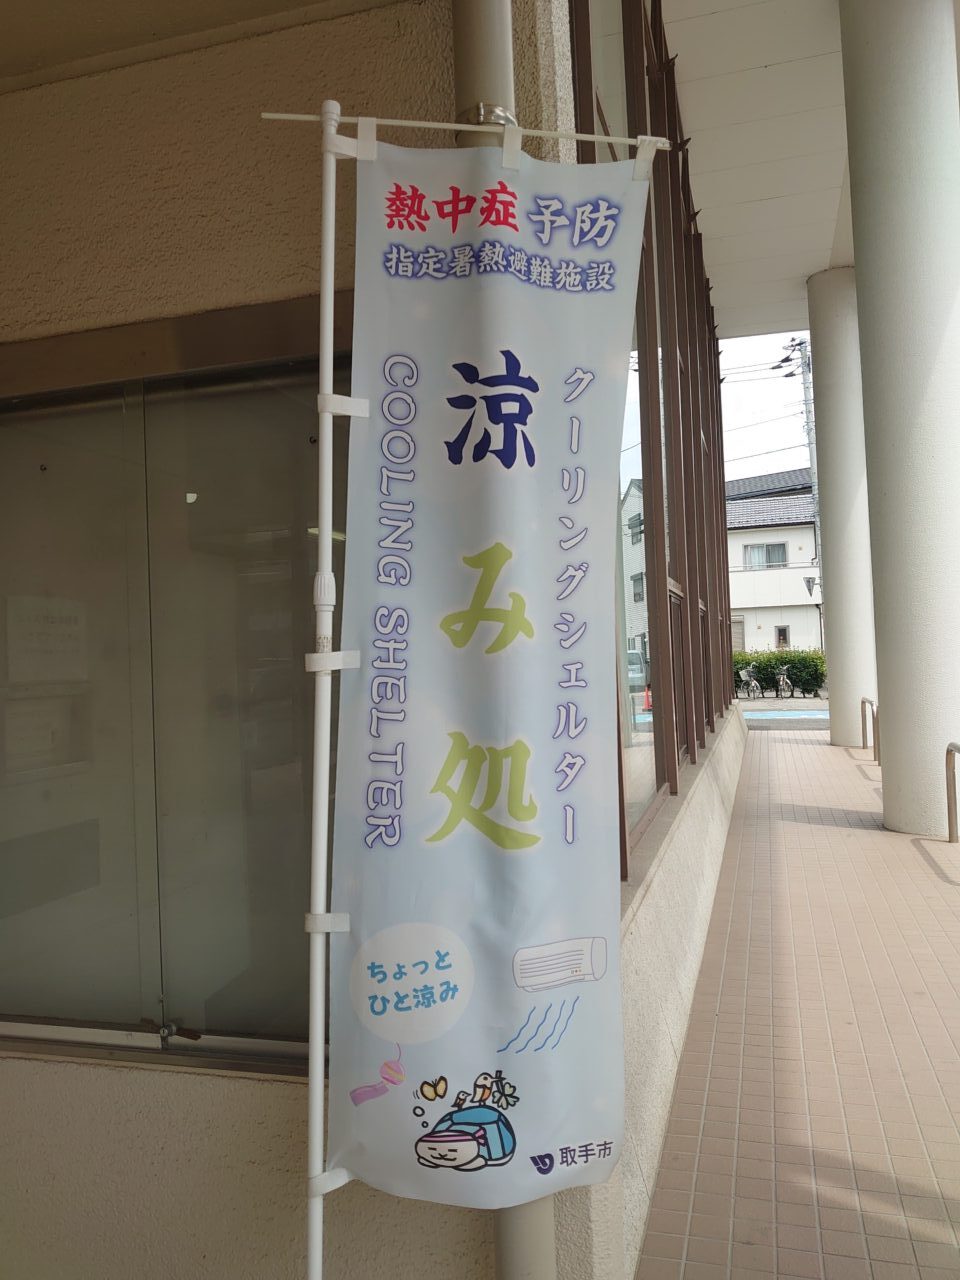 熱中症予防
指定暑熱避難施設
クーリングシェルター
涼み処
COOLING SHELTER
ちょっと
ひと涼み
取手市